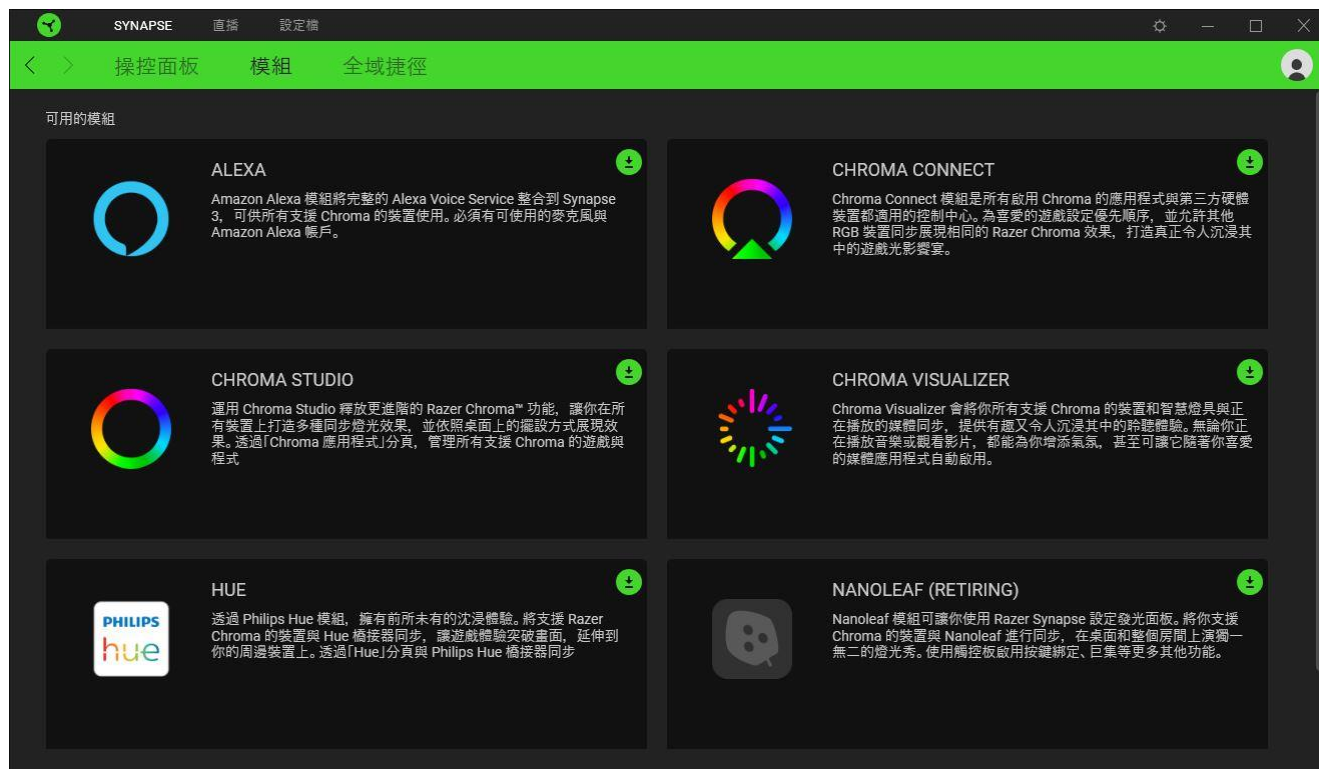 SYNAPSE 直播 設定檔
操控面板 模組 全域捷徑
可用的模組
ALEXA
Amazon Alexa 模組將完整的 Alexa Voice Service 整合到 Synapse
3，可供所有支援 Chroma 的裝置使用。必須有可使用的麥克風與
Amazon Alexa 帳戶。
CHROMA CONNECT
Chroma Connect 模組是所有啟用 Chroma 的應用程式與第三方硬體
裝置都適用的控制中心。為喜愛的遊戲設定優先順序，並允許其他
RGB 裝置同步展現相同的 Razer Chroma 效果，打造真正令人沉浸其
中的遊戲光影饗宴。
CHROMA STUDIO
運用 Chroma Studio 釋放更進階的 Razer Chroma™ 功能，讓你在所
有裝置上打造多種同步燈光效果，並依照桌面上的擺設方式展現效
果。透過「Chroma 應用程式」分頁，管理所有支援 Chroma 的遊戲與
程式
CHROMA VISUALIZER
Chroma Visualizer 會將你所有支援 Chroma 的裝置和智慧燈具與正
在播放的媒體同步，提供有趣又令人沉浸其中的聆聽體驗。無論你正
在播放音樂或觀看影片，都能為你增添氣氛，甚至可讓它隨著你喜愛
的媒體應用程式自動啟用。
PHILIPS
hue
HUE
透過 Philips Hue 模組，擁有前所未有的沈浸體驗。將支援 Razer
Chroma 的裝置與 Hue 橋接器同步，讓遊戲體驗突破畫面，延伸到
你的周邊裝置上。透過「Hue」分頁與 Philips Hue 橋接器同步
NANOLEAF (RETIRING)
Nanoleaf 模組可讓你使用 Razer Synapse 設定發光面板。將你支援
Chroma 的裝置與 Nanoleaf 進行同步，在桌面和整個房間上演獨一
無二的燈光秀。使用觸控板啟用按鍵綁定、巨集等更多其他功能。